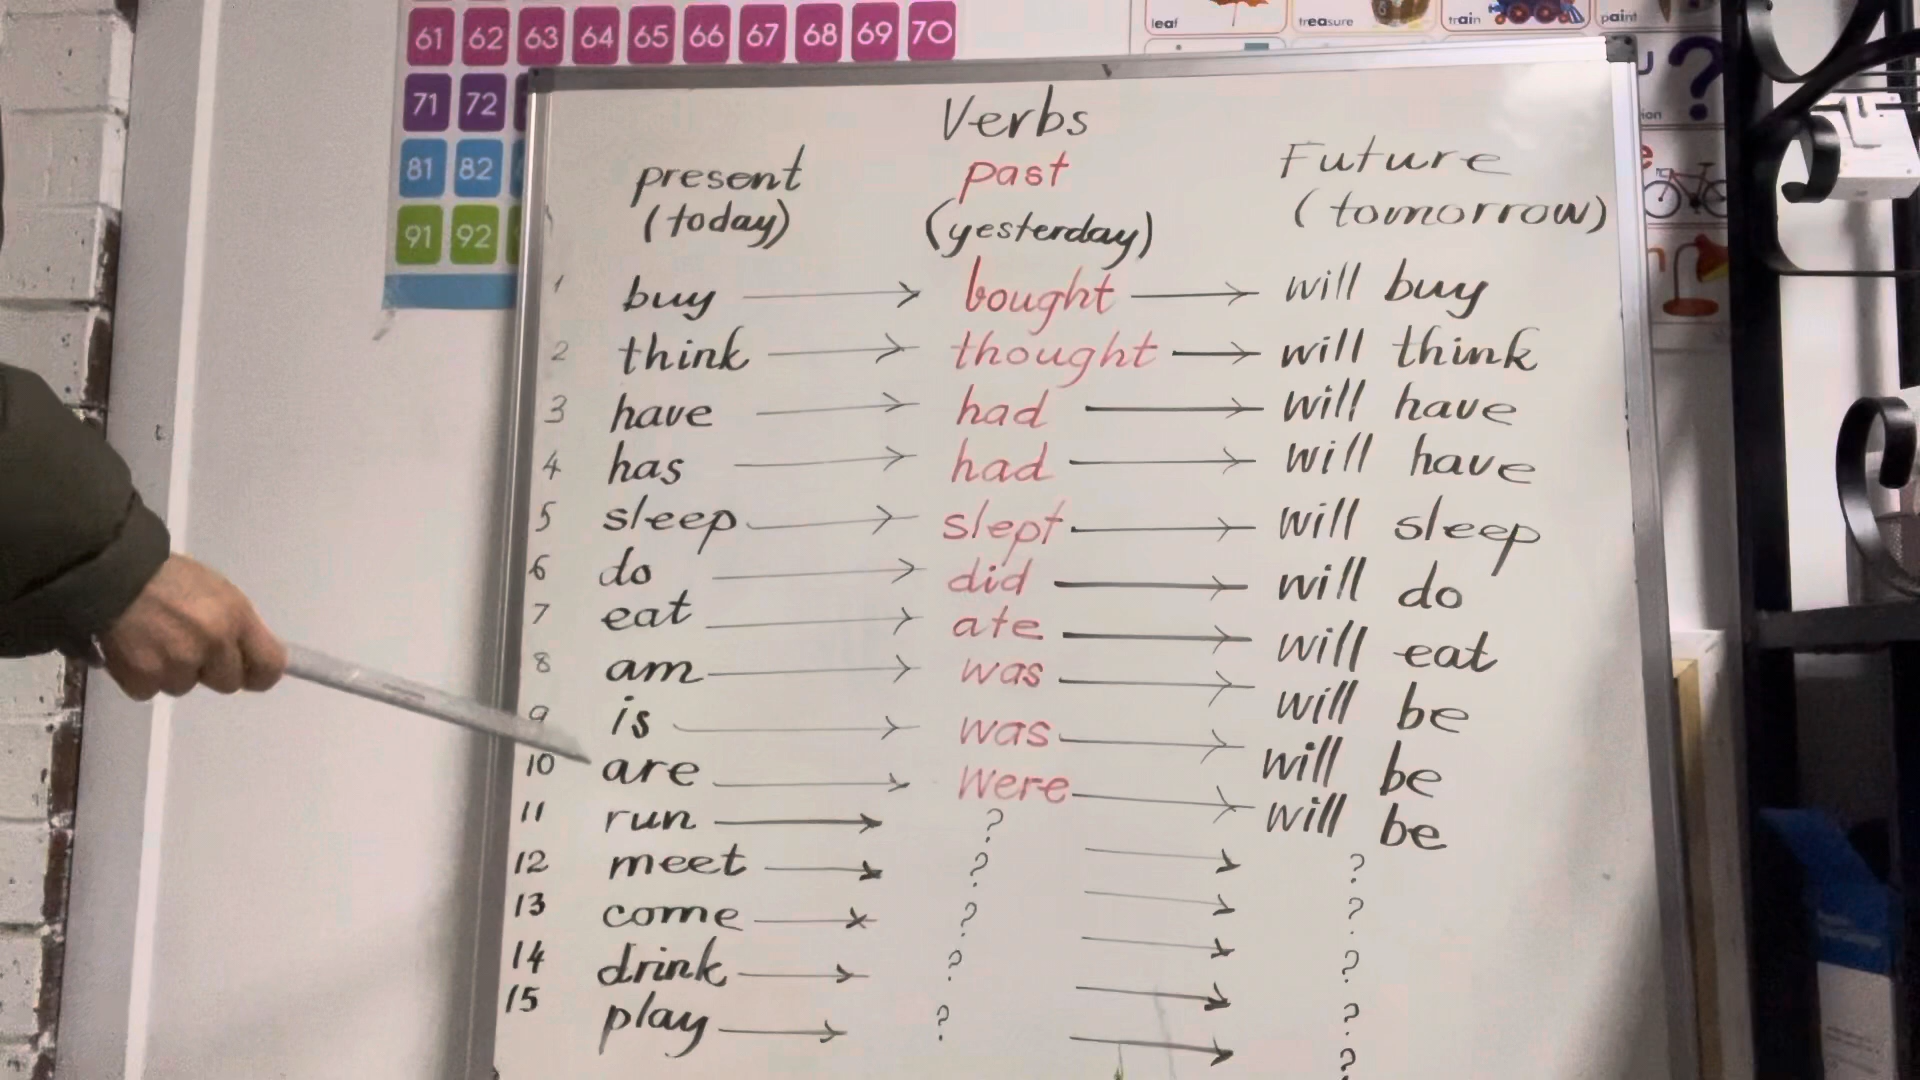 61 62 63 64 65 66 67 68 69 70
71 72
81 82
91 92
leaf treasure train paint
Verbs
present past Future
(today) (yesterday) (tomorrow)
1 buy → bought → will buy
2 think → thought → will think
3 have → had → will have
4 has → had → will have
5 sleep → slept → will sleep
6 do → did → will do
7 eat → ate → will eat
8 am → was → will be
9 is → was → will be
10 are → were → will be
11 run → ? → ?
12 meet → ? → ?
13 come → ? → ?
14 drink → ? → ?
15 play → ? → ?